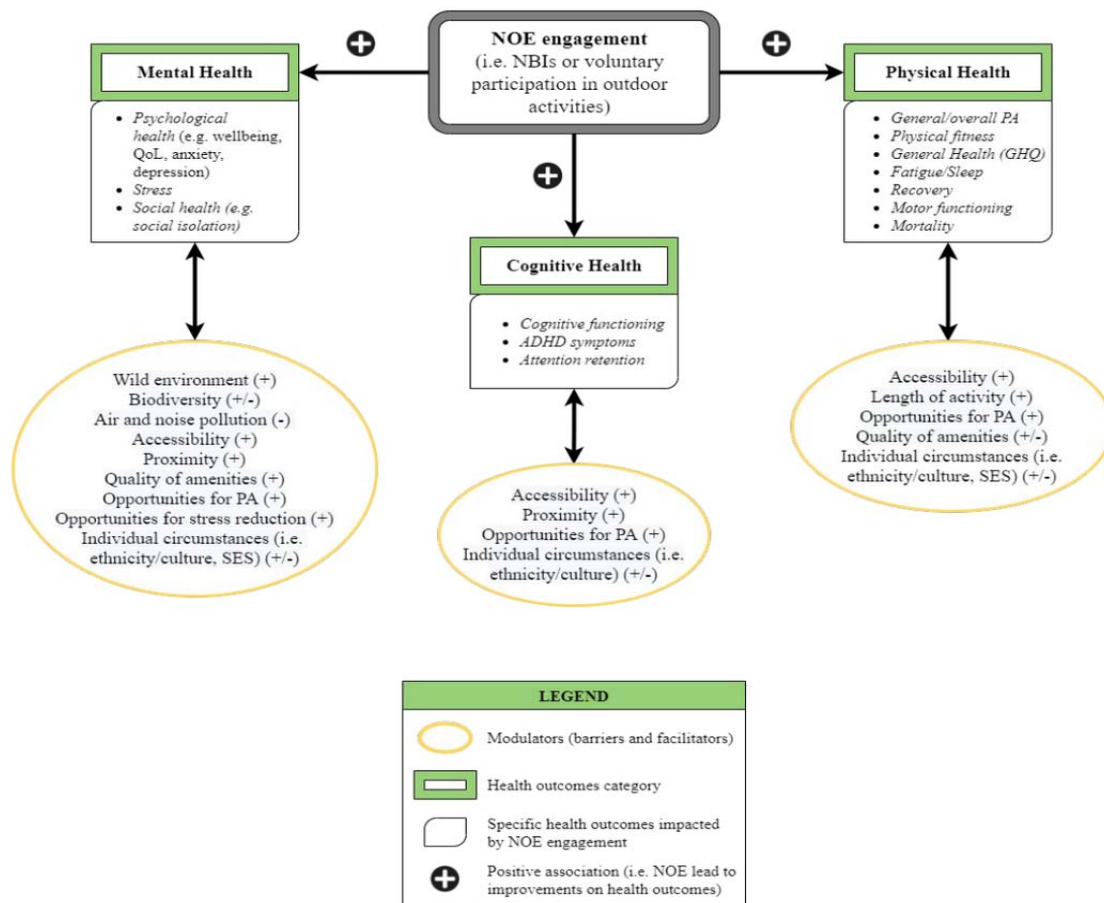 NOE engagement
(i.e. NBIs or voluntary
participation in outdoor
activities)
Mental Health
• Psychological
health (e.g. wellbeing,
QoL, anxiety,
depression)
• Stress
• Social health (e.g.
social isolation)
Wild environment (+)
Biodiversity (+/-)
Air and noise pollution (-)
Accessibility (+)
Proximity (+)
Quality of amenities (+)
Opportunities for PA (+)
Opportunities for stress reduction (+)
Individual circumstances (i.e.
ethnicity/culture, SES) (+/-)
Cognitive Health
• Cognitive functioning
• ADHD symptoms
• Attention retention
Accessibility (+)
Proximity (+)
Opportunities for PA (+)
Individual circumstances (i.e.
ethnicity/culture) (+/-)
Physical Health
• General/overall PA
• Physical fitness
• General Health (GHQ)
• Fatigue/Sleep
• Recovery
• Motor functioning
• Mortality
Accessibility (+)
Length of activity (+)
Opportunities for PA (+)
Quality of amenities (+/-)
Individual circumstances (i.e.
ethnicity/culture, SES) (+/-)
LEGEND
Modulators (barriers and facilitators)
Health outcomes category
Specific health outcomes impacted
by NOE engagement
Positive association (i.e. NOE lead to
improvements on health outcomes)